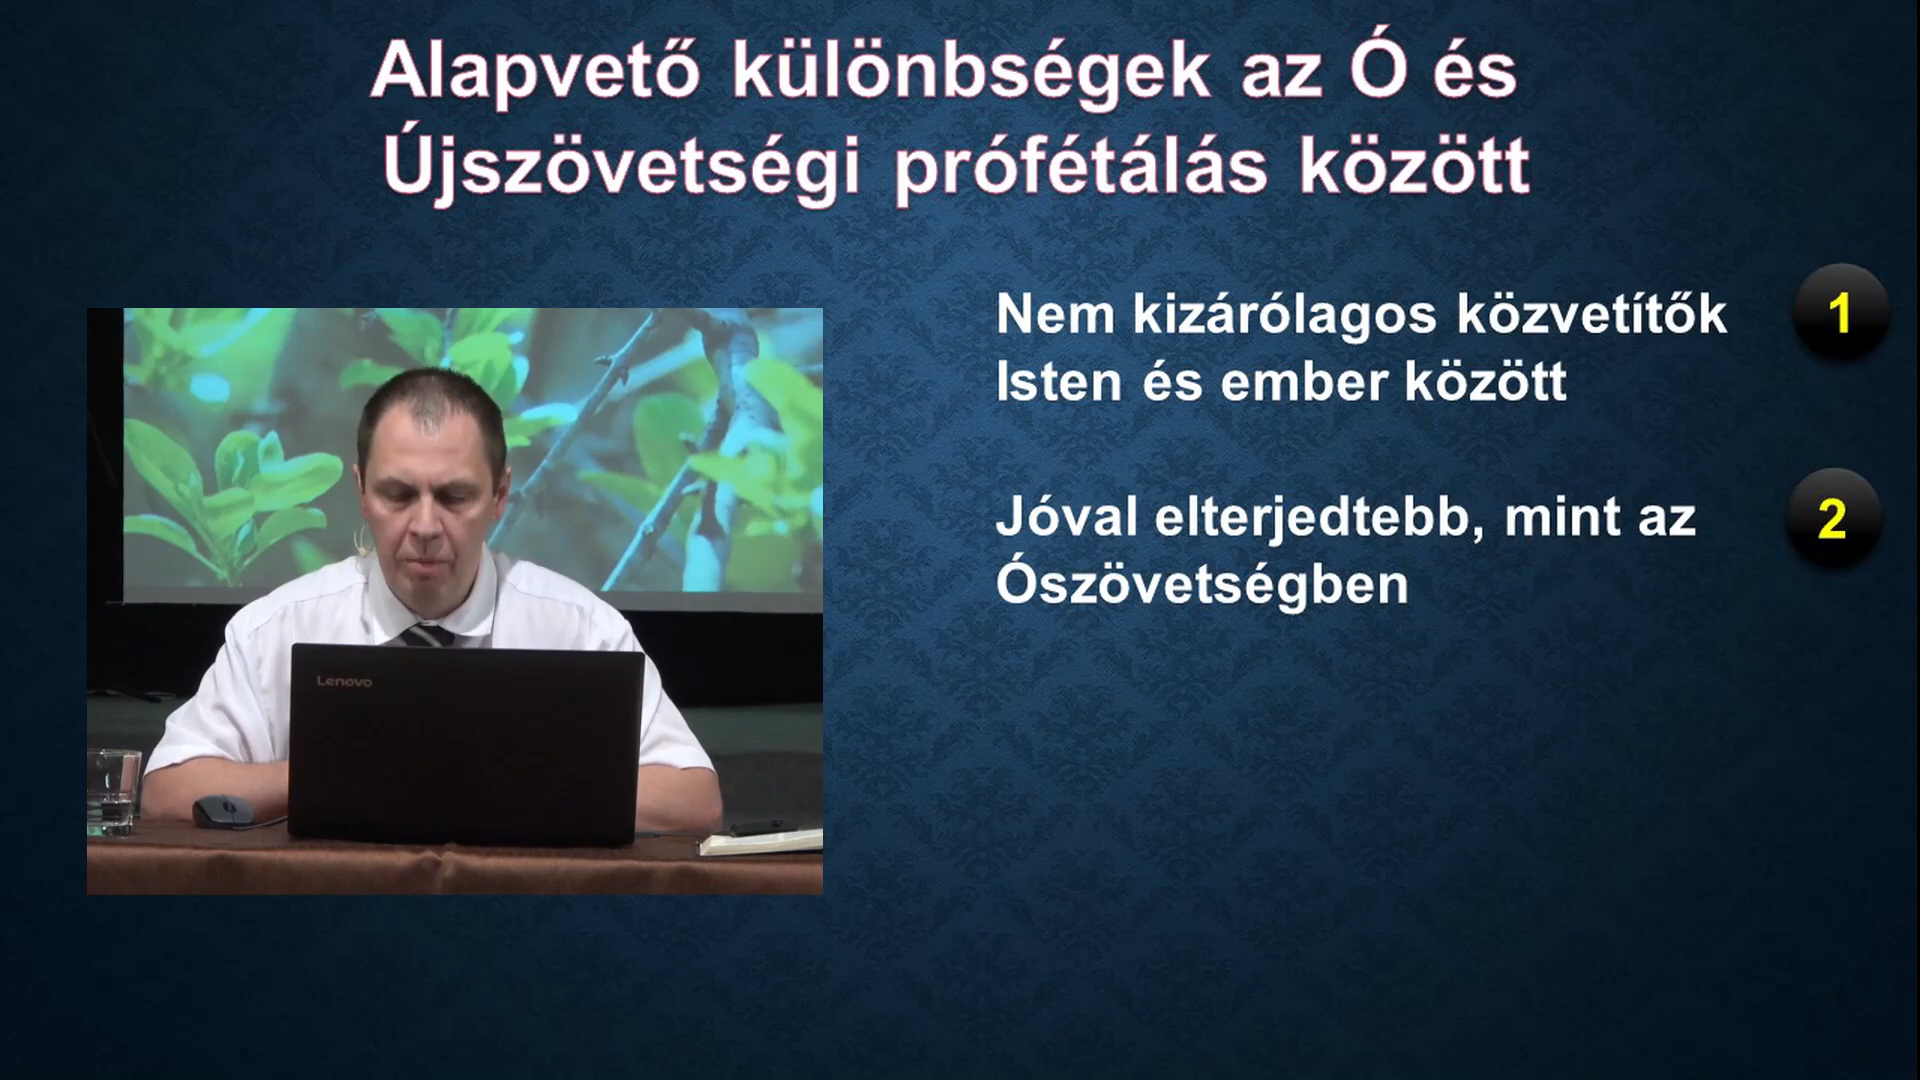 Alapvető különbségek az Ó és
Újszövetségi prófétálás között
Nem kizárólagos közvetítők
Isten és ember között
1
Jóval elterjedtebb, mint az
Ószövetségben
2
Lenovo